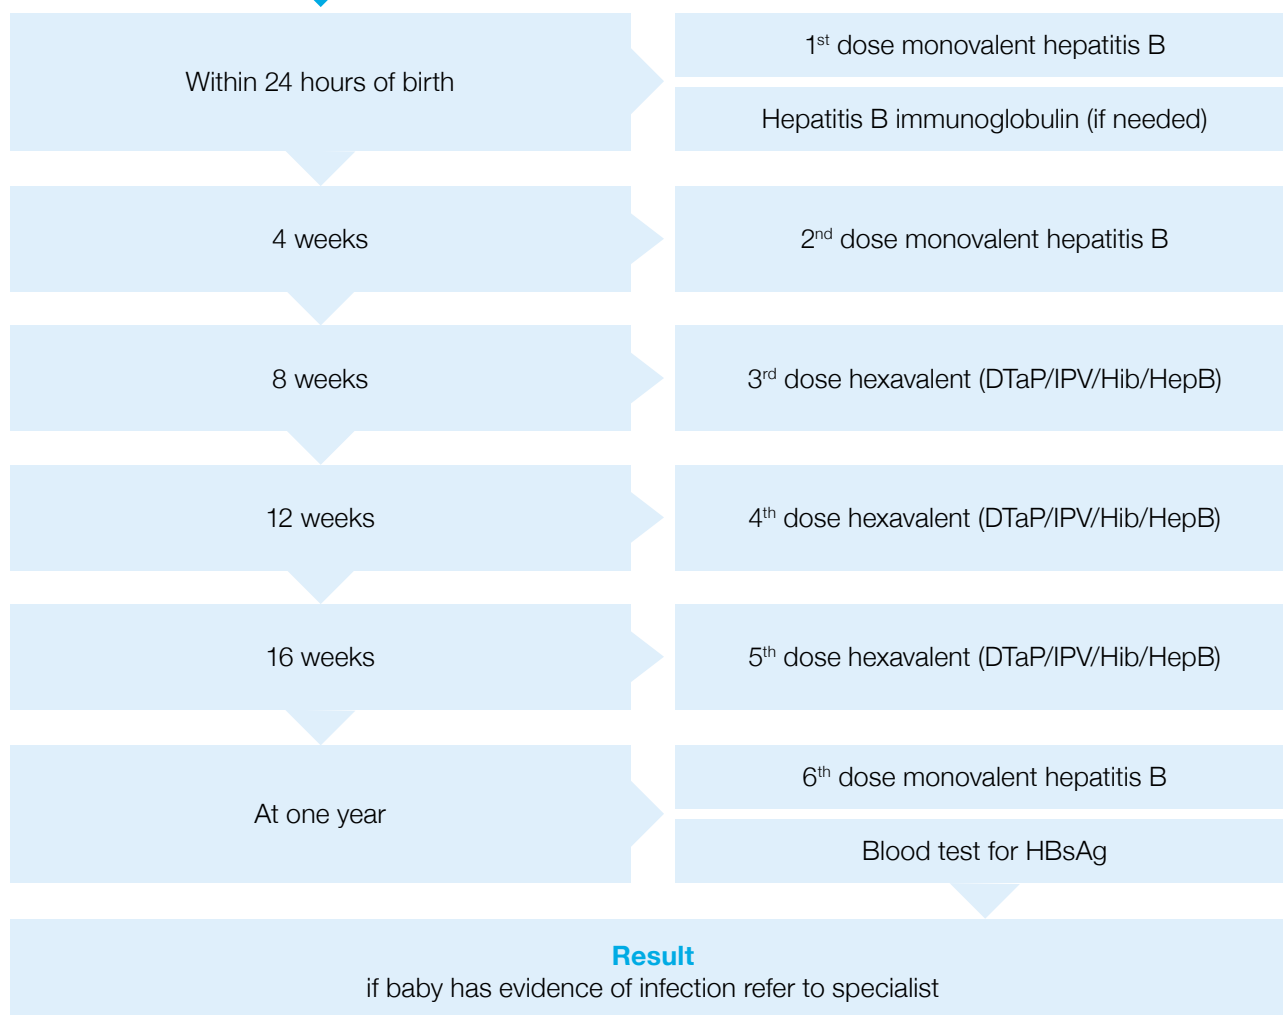 Within 24 hours of birth
1st dose monovalent hepatitis B
Hepatitis B immunoglobulin (if needed)
4 weeks
2nd dose monovalent hepatitis B
8 weeks
3rd dose hexavalent (DTaP/IPV/Hib/HepB)
12 weeks
4th dose hexavalent (DTaP/IPV/Hib/HepB)
16 weeks
5th dose hexavalent (DTaP/IPV/Hib/HepB)
At one year
6th dose monovalent hepatitis B
Blood test for HBsAg
Result
if baby has evidence of infection refer to specialist